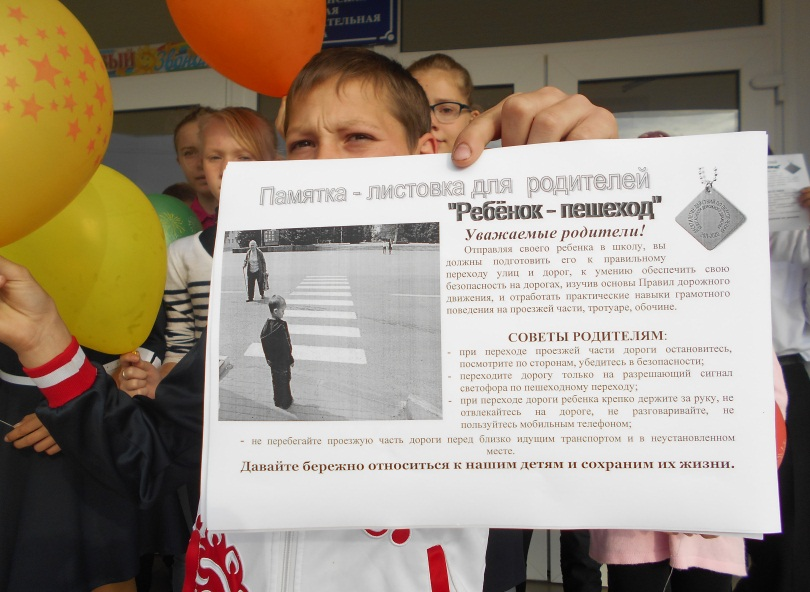 Памятка - листовка для родителей
"Ребёнок – пешеход"
Уважаемые родители!
Отправляя своего ребенка в школу, вы
должны подготовить его к правильному
переходу улиц и дорог, к умению обеспечить свою
безопасность на дорогах, изучив основы Правил дорожного
движения, и отработать практические навыки грамотного
поведения на проезжей части, тротуаре, обочине.
СОВЕТЫ РОДИТЕЛЯМ:
- при переходе проезжей части дороги остановитесь,
посмотрите по сторонам, убедитесь в безопасности;
- переходите дорогу только на разрешающий сигнал
светофора по пешеходному переходу;
- при переходе дороги ребенка крепко держите за руку, не
отвлекайтесь на дороге, не разговаривайте, не
пользуйтесь мобильным телефоном;
- не перебегайте проезжую часть дороги перед близко идущим транспортом и в неустановленном
месте.
Давайте бережно относиться к нашим детям и сохраним их жизни.